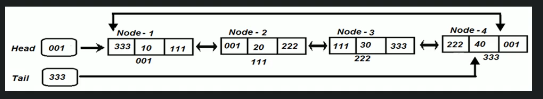 Node - 1 Node - 2 Node - 3 Node - 4
Head 001 333 10 111 001 20 222 111 30 333 222 40 001
001 111 222 333
Tail 333